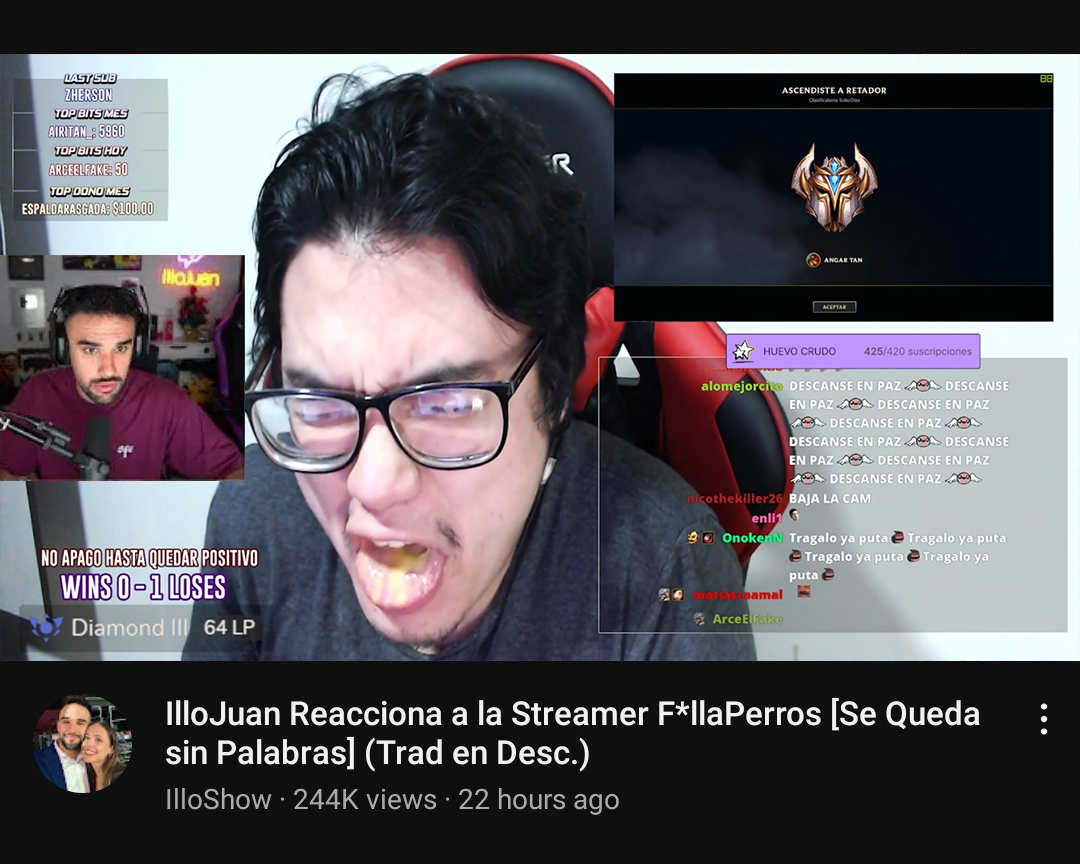 LAST SUB
ZHERSON
TOP BITS MES
AIRITAN_: 5960
TOP BITS HOY
ARCEELFAKE: 50
TOP DONO MES
ESPALDARASGADA: $100.00
IlloJuan
ER
88
ASCENDISTE A RETADOR
Clasificatoria Solo/Dúo
ANGAR TAN
ACEPTAR
HUEVO CRUDO 425/420 suscripciones
alomejorcito DESCANSE EN PAZ DESCANSE
EN PAZ DESCANSE EN PAZ
DESCANSE EN PAZ
DESCANSE EN PAZ DESCANSE
EN PAZ DESCANSE EN PAZ
DESCANSE EN PAZ
nicothekiller26 BAJA LA CAM
enli1
OnokenN Tragalo ya puta Tragalo ya puta
Tragalo ya puta Tragalo ya
puta
matiascaamal
ArceElFake
NO APAGO HASTA QUEDAR POSITIVO
WINS 0 - 1 LOSES
Diamond III 64 LP
IlloJuan Reacciona a la Streamer F*llaPerros [Se Queda
sin Palabras] (Trad en Desc.)
IlloShow · 244K views · 22 hours ago